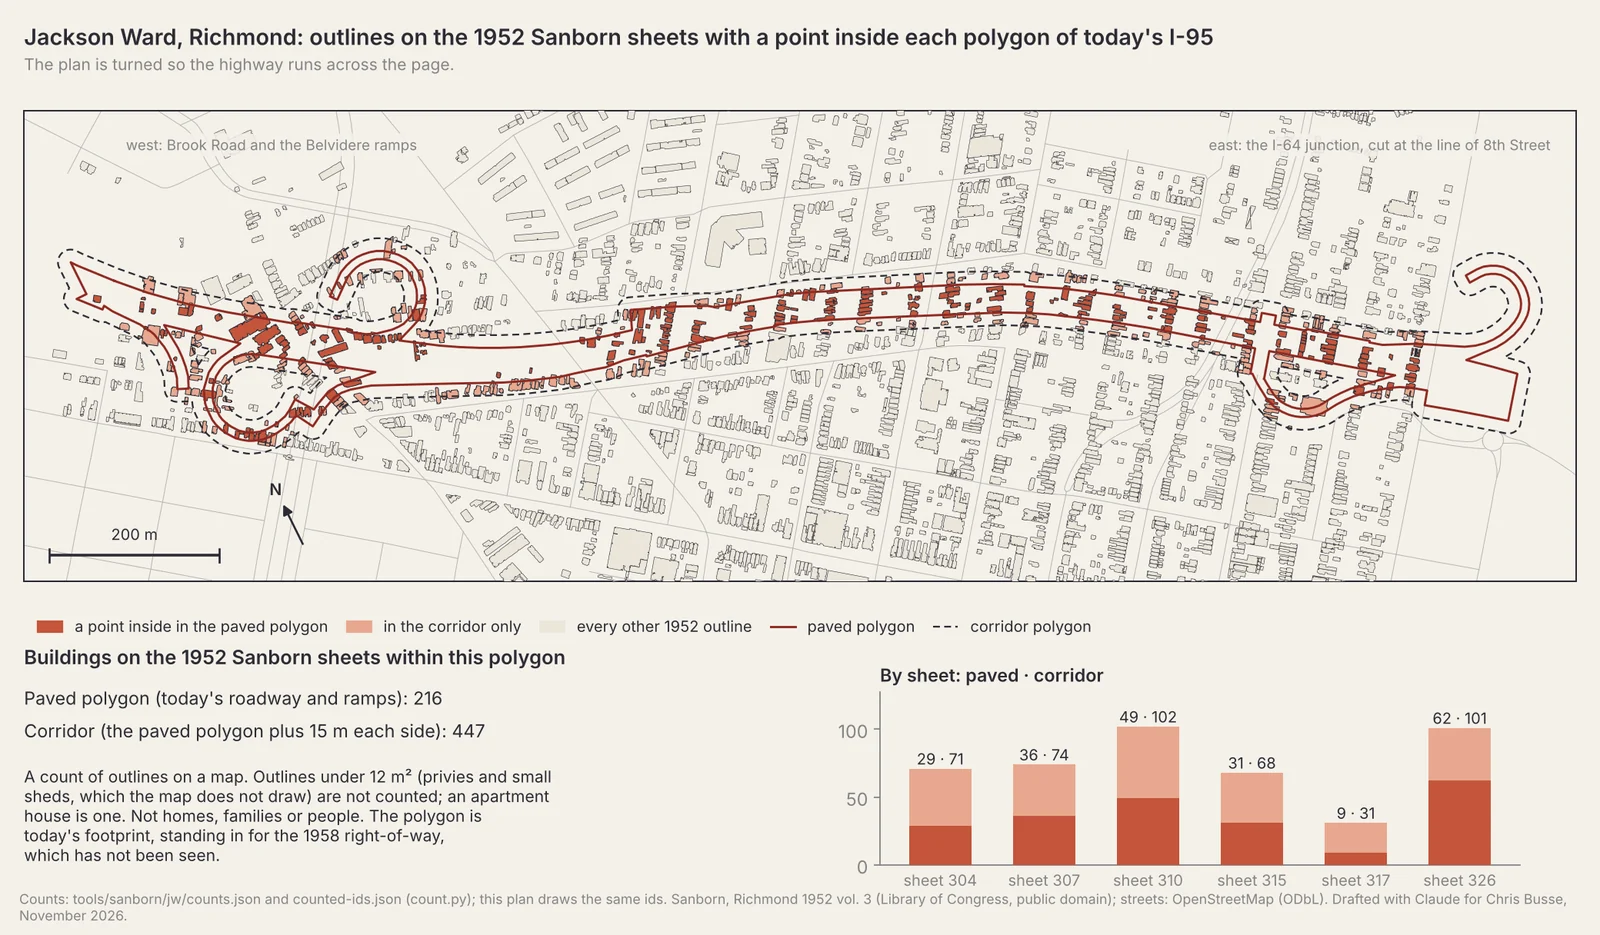 Jackson Ward, Richmond: outlines on the 1952 Sanborn sheets with a point inside each polygon of today's I-95
The plan is turned so the highway runs across the page.
west: Brook Road and the Belvidere ramps
east: the I-64 junction, cut at the line of 8th Street
N
200 m
a point inside in the paved polygon
in the corridor only
every other 1952 outline
paved polygon
corridor polygon
Buildings on the 1952 Sanborn sheets within this polygon
Paved polygon (today's roadway and ramps): 216
Corridor (the paved polygon plus 15 m each side): 447
A count of outlines on a map. Outlines under 12 m² (privies and small
sheds, which the map does not draw) are not counted; an apartment
house is one. Not homes, families or people. The polygon is
today's footprint, standing in for the 1958 right-of-way,
which has not been seen.
By sheet: paved · corridor
100
50
0
29 · 71
36 · 74
49 · 102
31 · 68
9 · 31
62 · 101
sheet 304
sheet 307
sheet 310
sheet 315
sheet 317
sheet 326
Counts: tools/sanborn/jw/counts.json and counted-ids.json (count.py); this plan draws the same ids. Sanborn, Richmond 1952 vol. 3 (Library of Congress, public domain); streets: OpenStreetMap (ODbL). Drafted with Claude for Chris Busse,
November 2026.